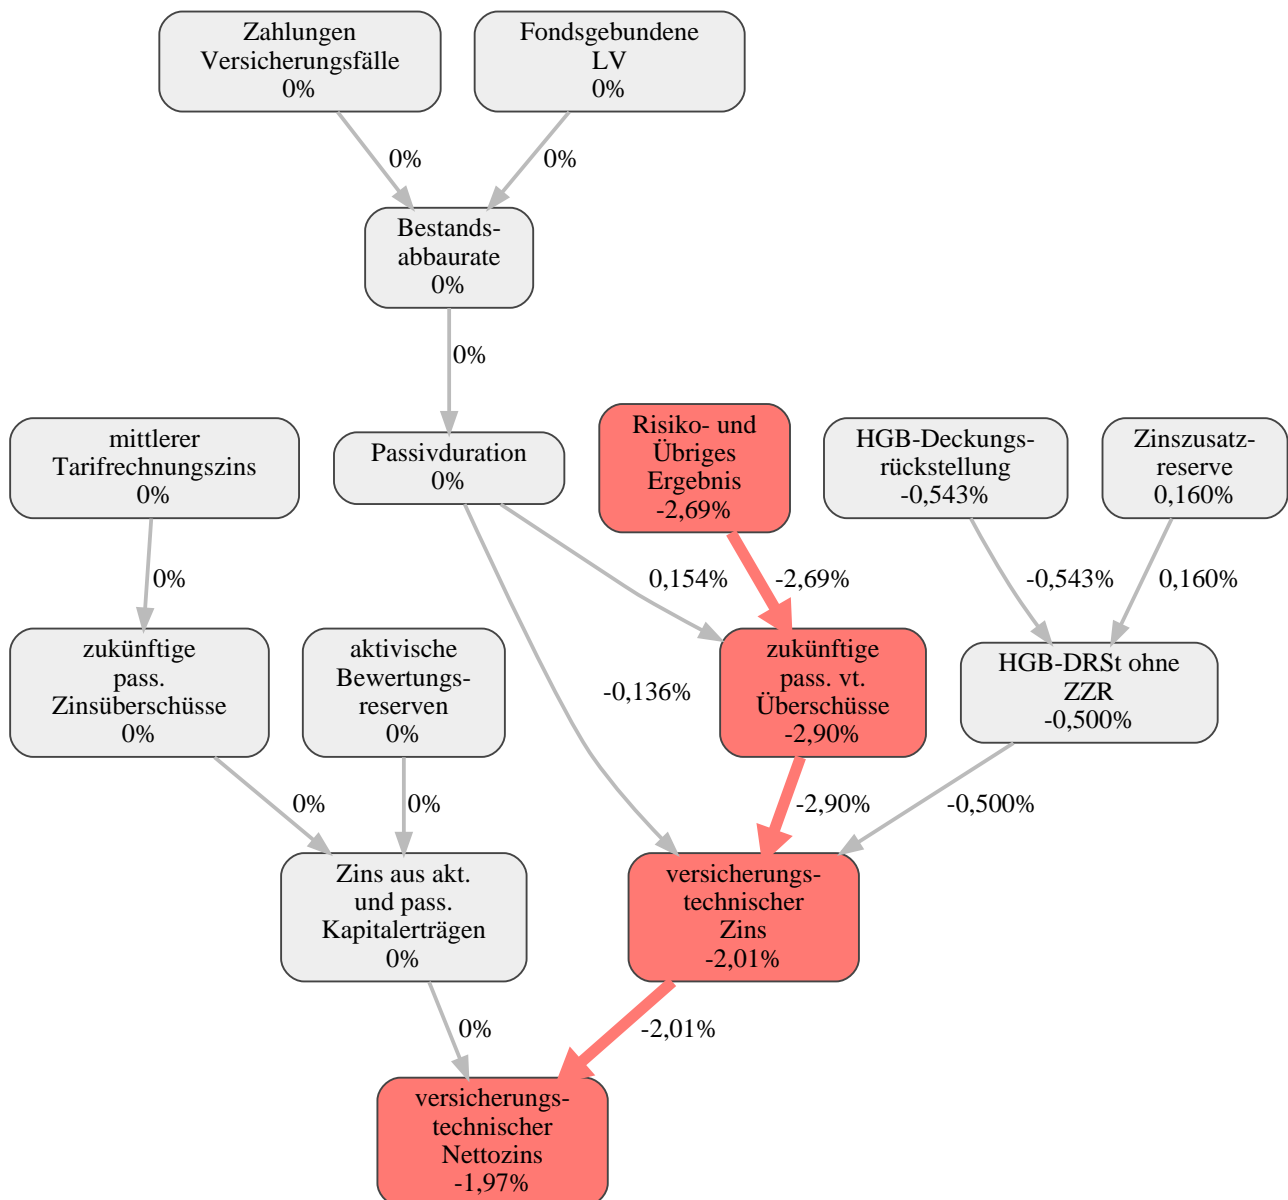 Zahlungen
Versicherungsfälle
0%
Fondsgebundene
LV
0%
0%
0%
Bestands-
abbaurate
0%
0%
mittlerer
Tarifrechnungszins
0%
Passivduration
0%
Risiko- und
Übriges
Ergebnis
-2,69%
HGB-Deckungs-
rückstellung
-0,543%
Zinszusatz-
reserve
0,160%
0%
0,154%
-2,69%
-0,543%
0,160%
zukünftige
pass.
Zinsüberschüsse
0%
aktivische
Bewertungs-
reserven
0%
-0,136%
zukünftige
pass. vt.
Überschüsse
-2,90%
HGB-DRSt ohne
ZZR
-0,500%
0%
0%
-2,90%
-0,500%
Zins aus akt.
und pass.
Kapitalerträgen
0%
versicherungs-
technischer
Zins
-2,01%
0%
-2,01%
versicherungs-
technischer
Nettozins
-1,97%